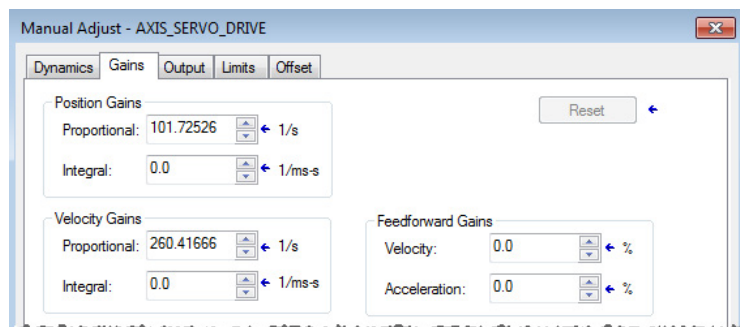 Manual Adjust - AXIS_SERVO_DRIVE
Dynamics Gains Output Limits Offset
Position Gains
Proportional: 101.72526 1/s
Integral: 0.0 1/ms-s
Reset
Velocity Gains
Proportional: 260.41666 1/s
Integral: 0.0 1/ms-s
Feedforward Gains
Velocity: 0.0 %
Acceleration: 0.0 %